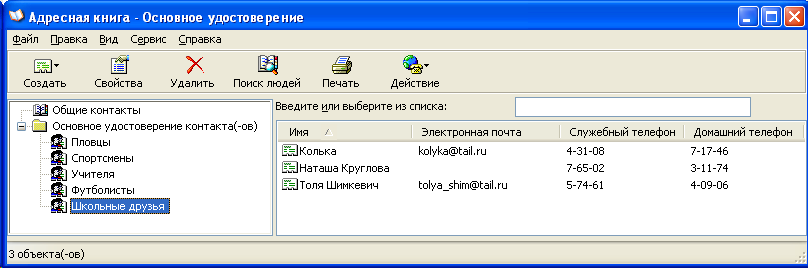 Адресная книга - Основное удостоверение
Файл Правка Вид Сервис Справка
Создать Свойства Удалить Поиск людей Печать Действие
Общие контакты
Основное удостоверение контакта(-ов)
Пловцы
Спортсмены
Учителя
Футболисты
Школьные друзья
Введите или выберите из списка:
Имя Электронная почта Служебный телефон Домашний телефон
Колька kolyka@tail.ru 4-31-08 7-17-46
Наташа Круглова 7-65-02 3-11-74
Толя Шимкевич tolya_shim@tail.ru 5-74-61 4-09-06
3 объекта(-ов)